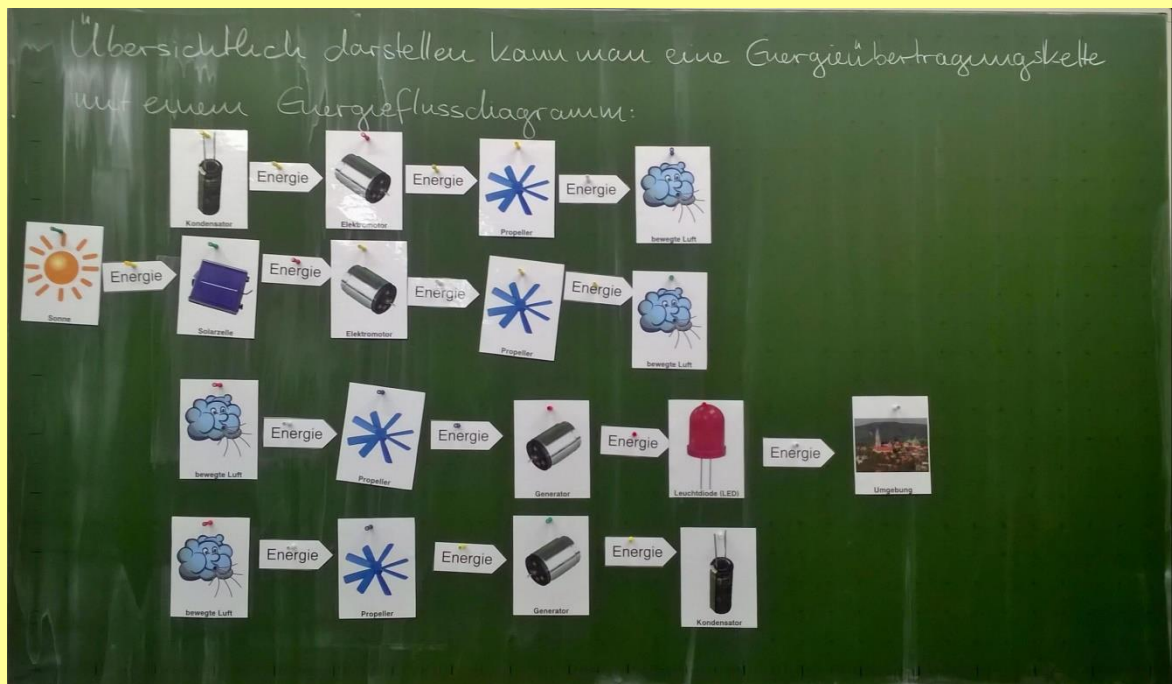 Übersichtlich darstellen kann man eine Energieübertragungskette
mit einem Energieflussdiagramm:
Energie Energie Energie
Kondensator Elektromotor Propeller bewegte Luft
Energie Energie Energie Energie
Sonne Solarzelle Elektromotor Propeller bewegte Luft
Energie Energie Energie Energie
bewegte Luft Propeller Generator Leuchtdiode (LED) Umgebung
Energie Energie Energie
bewegte Luft Propeller Generator Kondensator